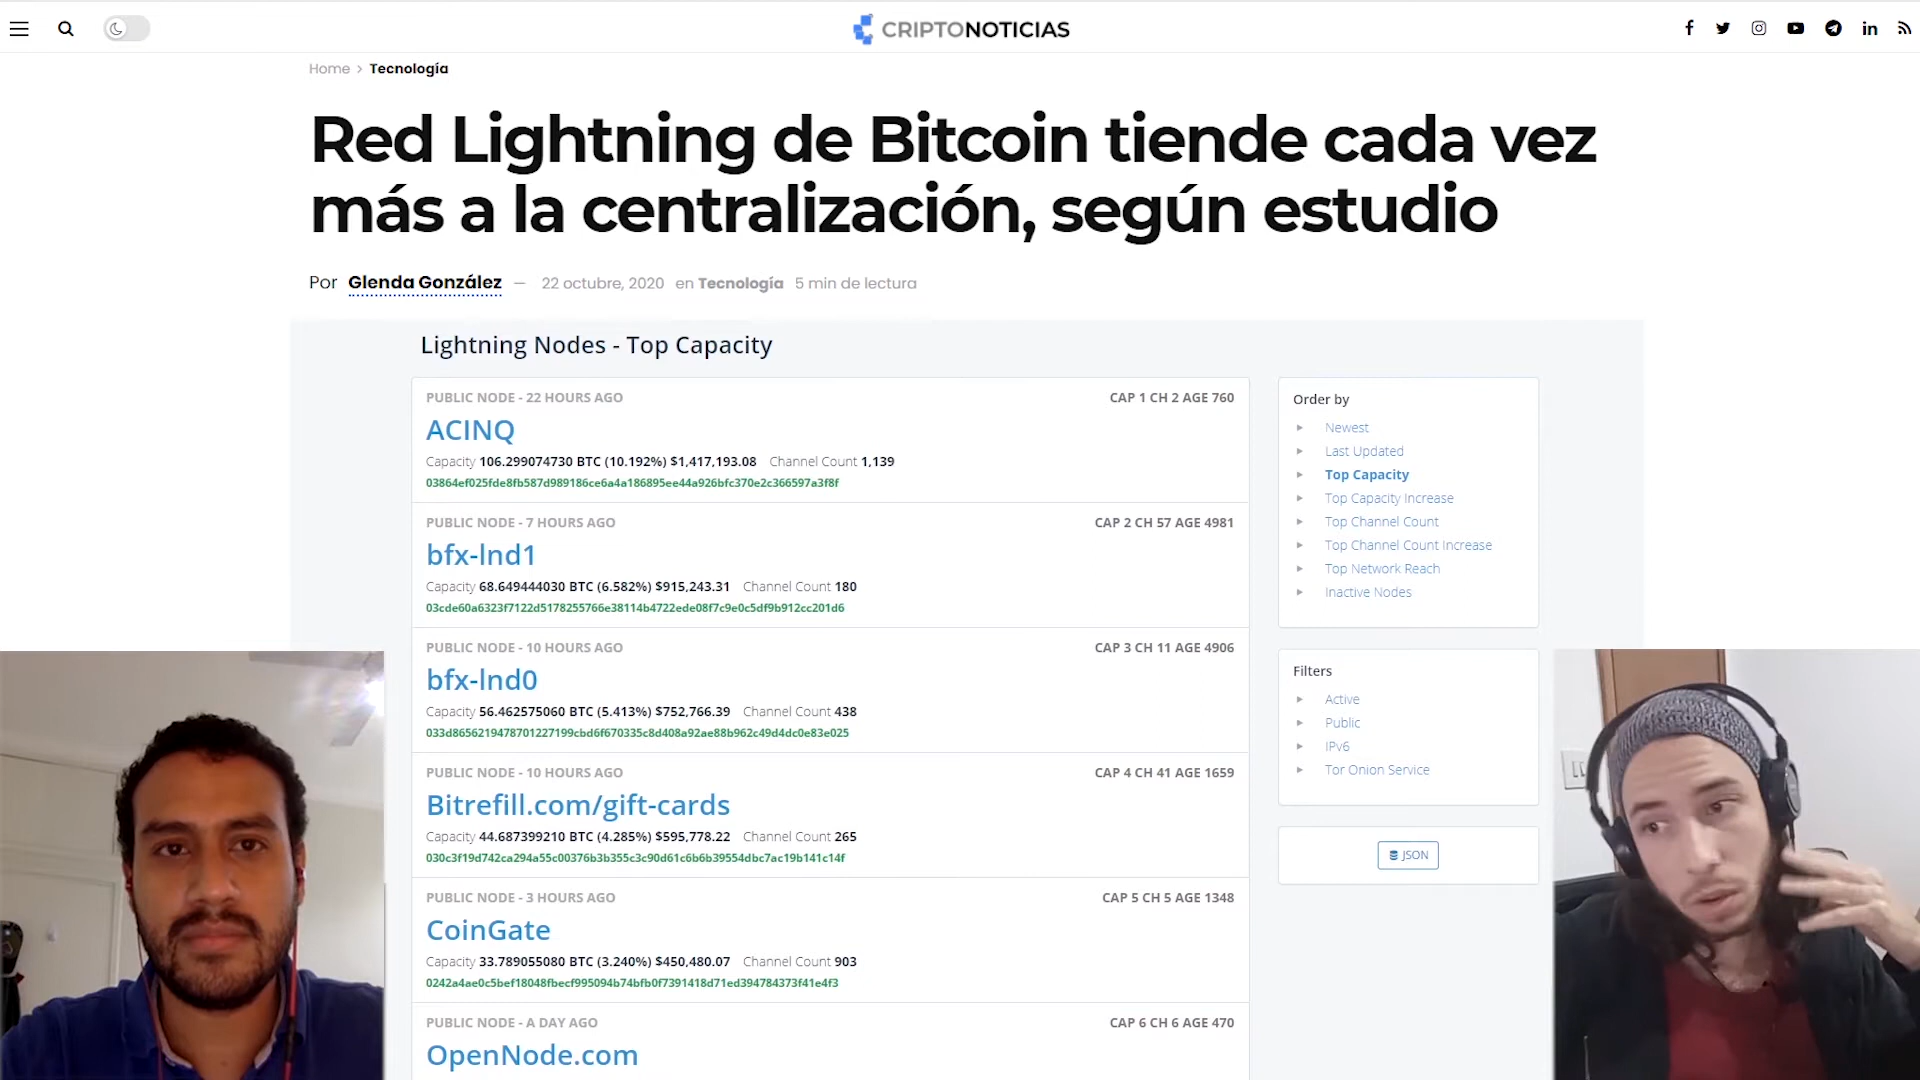 CRIPTONOTICIAS
Home > Tecnología
Red Lightning de Bitcoin tiende cada vez
más a la centralización, según estudio
Por Glenda González — 22 octubre, 2020 en Tecnología 5 min de lectura
Lightning Nodes - Top Capacity
PUBLIC NODE - 22 HOURS AGO CAP 1 CH 2 AGE 760
ACINQ
Capacity 106.299074730 BTC (10.192%) $1,417,193.08 Channel Count 1,139
03864ef025fde8fb587d989186ce6a4a186895ee44a926bfc370e2c366597a3f8f
PUBLIC NODE - 7 HOURS AGO CAP 2 CH 57 AGE 4981
bfx-lnd1
Capacity 68.649444030 BTC (6.582%) $915,243.31 Channel Count 180
03cde60a6323f7122d5178255766e38114b4722ede08f7c9e0c5df9b912cc201d6
PUBLIC NODE - 10 HOURS AGO CAP 3 CH 11 AGE 4906
bfx-lnd0
Capacity 56.462575060 BTC (5.413%) $752,766.39 Channel Count 438
033d8656219478701227199cbd6f670335c8d408a92ae88b962c49d4dc0e83e025
PUBLIC NODE - 10 HOURS AGO CAP 4 CH 41 AGE 1659
Bitrefill.com/gift-cards
Capacity 44.687399210 BTC (4.285%) $595,778.22 Channel Count 265
030c3f19d742ca294a55c00376b3b355c3c90d61c6b6b39554dbc7ac19b141c14f
PUBLIC NODE - 3 HOURS AGO CAP 5 CH 5 AGE 1348
CoinGate
Capacity 33.789055080 BTC (3.240%) $450,480.07 Channel Count 903
0242a4ae0c5bef18048fbecf995094b74bfb0f7391418d71ed394784373f41e4f3
PUBLIC NODE - A DAY AGO CAP 6 CH 6 AGE 470
OpenNode.com
Order by
Newest
Last Updated
Top Capacity
Top Capacity Increase
Top Channel Count
Top Channel Count Increase
Top Network Reach
Inactive Nodes
Filters
Active
Public
IPv6
Tor Onion Service
JSON